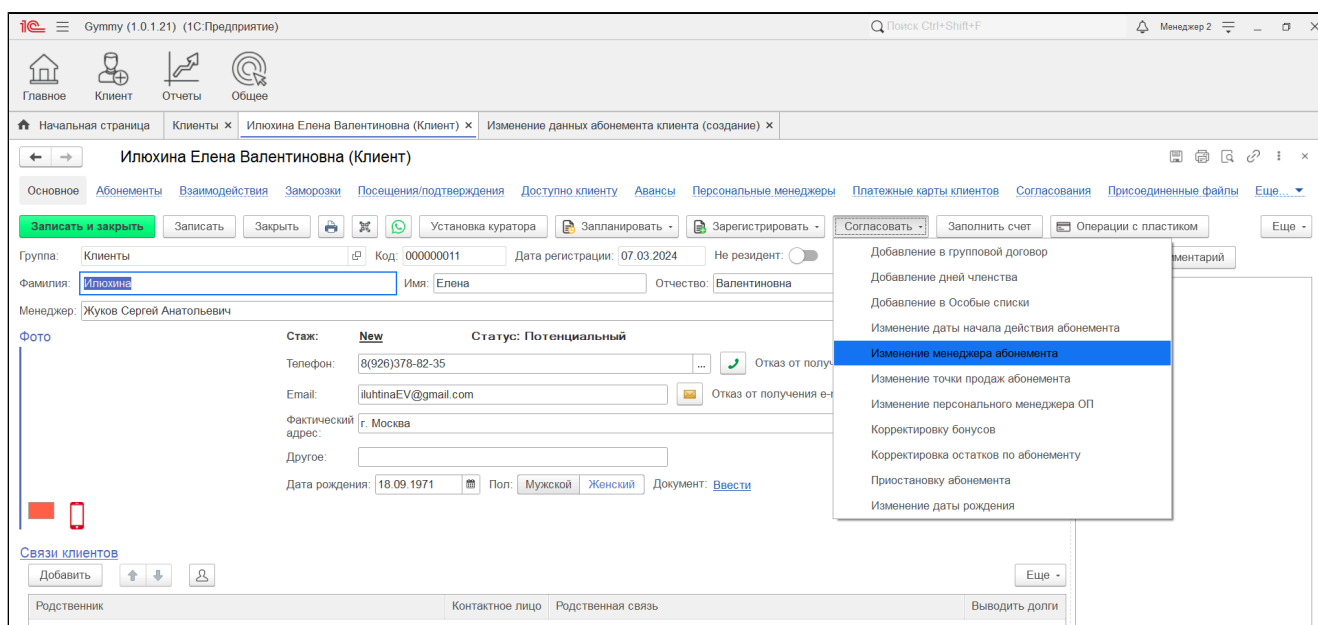 Gymmy (1.0.1.21) (1С:Предприятие) Поиск Ctrl+Shift+F Менеджер 2
Главное Клиент Отчеты Общее
Начальная страница Клиенты × Илюхина Елена Валентиновна (Клиент) × Изменение данных абонемента клиента (создание) ×
Илюхина Елена Валентиновна (Клиент)
Основное Абонементы Взаимодействия Заморозки Посещения/подтверждения Доступно клиенту Авансы Персональные менеджеры Платежные карты клиентов Согласования Присоединенные файлы Еще...
Записать и закрыть Записать Закрыть Установка куратора Запланировать Зарегистрировать Согласовать Заполнить счет Операции с пластиком Еще
Группа: Клиенты Код: 000000011 Дата регистрации: 07.03.2024 Не резидент: Добавление в групповой договор
Добавление дней членства
Фамилия: Илюхина Имя: Елена Отчество: Валентиновна
Добавление в Особые списки
Менеджер: Жуков Сергей Анатольевич
Изменение даты начала действия абонемента
Фото Стаж: New Статус: Потенциальный
Изменение менеджера абонемента
Телефон: 8(926)378-82-35 ... Отказ от
Изменение точки продаж абонемента
Email: iluhtinaEV@gmail.com Отказ от получения
Изменение персонального менеджера ОП
Фактический адрес: г. Москва
Корректировку бонусов
Другое:
Корректировка остатков по абонементу
Дата рождения: 18.09.1971 Пол: Мужской Женский Документ: Ввести
Приостановку абонемента
Изменение даты рождения
Связи клиентов
Добавить Еще
Родственник Контактное лицо Родственная связь Выводить долги